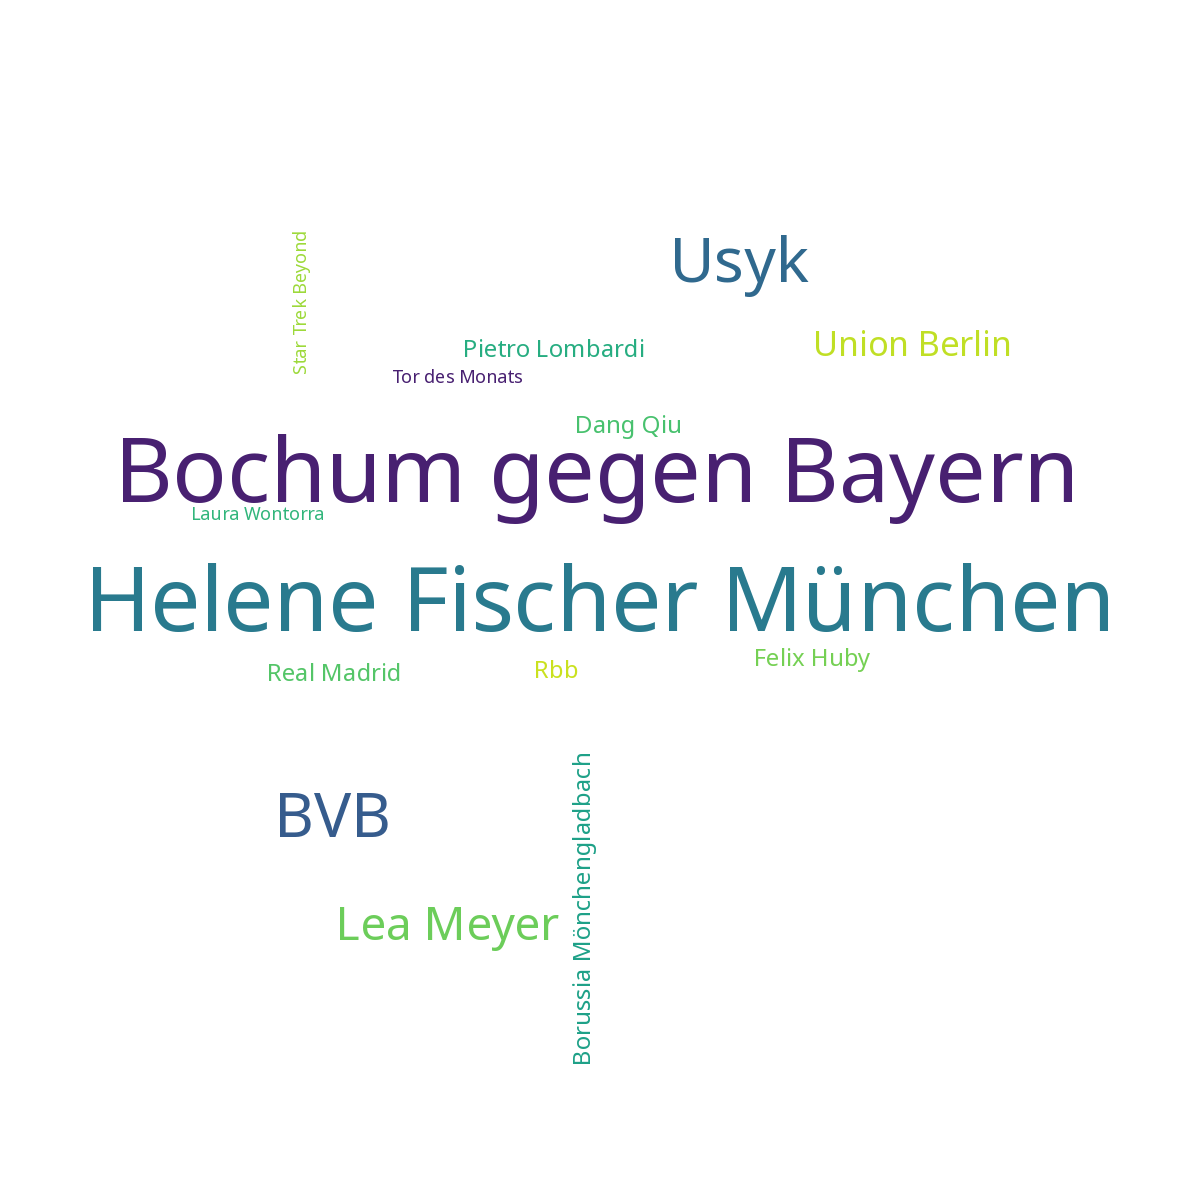 Star Trek Beyond
Usyk
Pietro Lombardi
Union Berlin
Tor des Monats
Dang Qiu
Bochum gegen Bayern
Laura Wontorra
Helene Fischer München
Real Madrid
Rbb
Felix Huby
BVB
Lea Meyer
Borussia Mönchengladbach